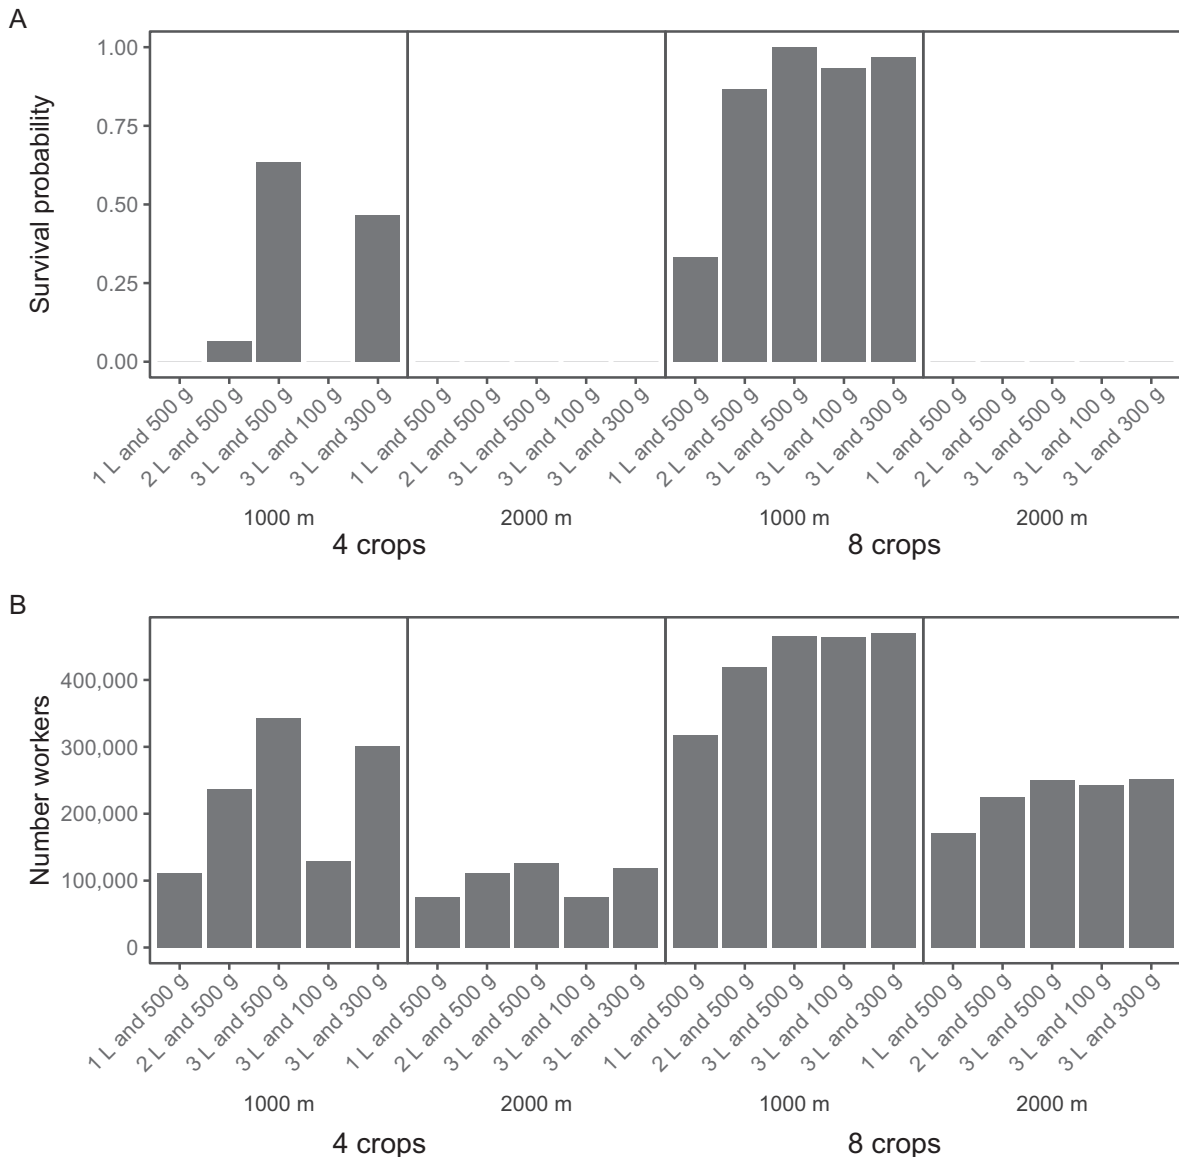 A
Survival probability
1.00
0.75
0.50
0.25
0.00
1 L and 500 g
2 L and 500 g
3 L and 500 g
3 L and 100 g
3 L and 300 g
1 L and 500 g
2 L and 500 g
3 L and 500 g
3 L and 100 g
3 L and 300 g
1 L and 500 g
2 L and 500 g
3 L and 500 g
3 L and 100 g
3 L and 300 g
1 L and 500 g
2 L and 500 g
3 L and 500 g
3 L and 100 g
3 L and 300 g
1000 m
2000 m
1000 m
2000 m
4 crops
8 crops
B
Number workers
400,000
300,000
200,000
100,000
0
1 L and 500 g
2 L and 500 g
3 L and 500 g
3 L and 100 g
3 L and 300 g
1 L and 500 g
2 L and 500 g
3 L and 500 g
3 L and 100 g
3 L and 300 g
1 L and 500 g
2 L and 500 g
3 L and 500 g
3 L and 100 g
3 L and 300 g
1 L and 500 g
2 L and 500 g
3 L and 500 g
3 L and 100 g
3 L and 300 g
1000 m
2000 m
1000 m
2000 m
4 crops
8 crops